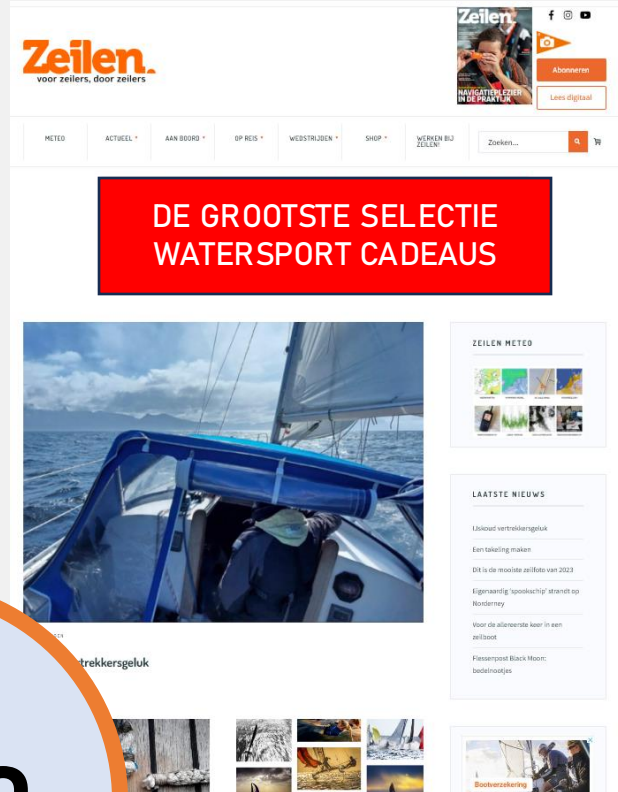 Zeilen.
voor zeilers, door zeilers
Zeilen.
NAVIGATIEPLEZIER
IN DE PRAKTIJK
Abonneren
Lees digitaal
METEO
ACTUEEL
AAN BOORD
OP REIS
WEDSTRIJDEN
SHOP
WERKEN BIJ
ZEILEN!
Zoeken...
DE GROOTSTE SELECTIE
WATERSPORT CADEAUS
ZEILEN METEO
LAATSTE NIEUWS
IJskoud vertrekkersgeluk
Een takeling maken
Dit is de mooiste zeilfoto van 2023
Eigenaardig 'spookschip' strandt op
Norderney
Voor de allereerste keer in een
zeilboot
Flessenpost Black Moon:
bedelnootjes
trekkersgeluk
Bootverzekering